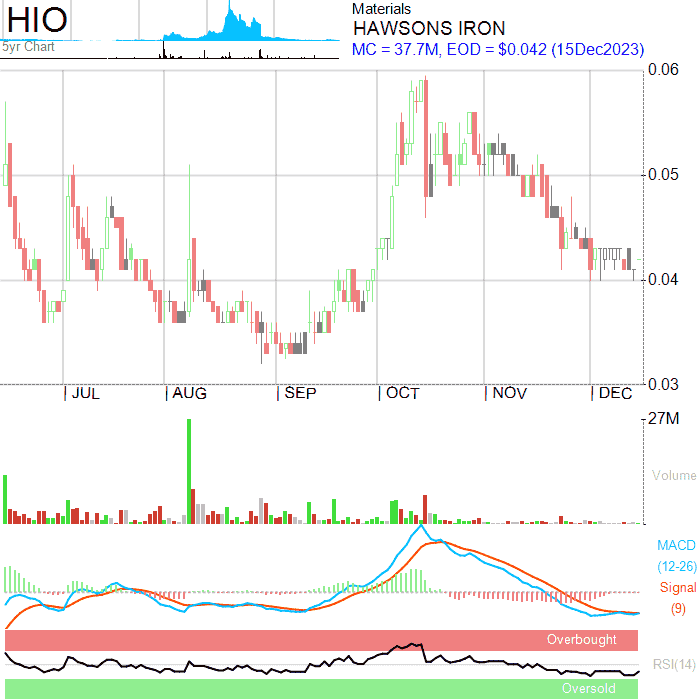 HIO
5yr Chart
Materials
HAWSONS IRON
MC = 37.7M, EOD = $0.042 (15Dec2023)
0.06
0.05
0.04
0.03
JUL AUG SEP OCT NOV DEC
27M
Volume
MACD
(12-26)
Signal
(9)
Overbought
RSI(14)
Oversold